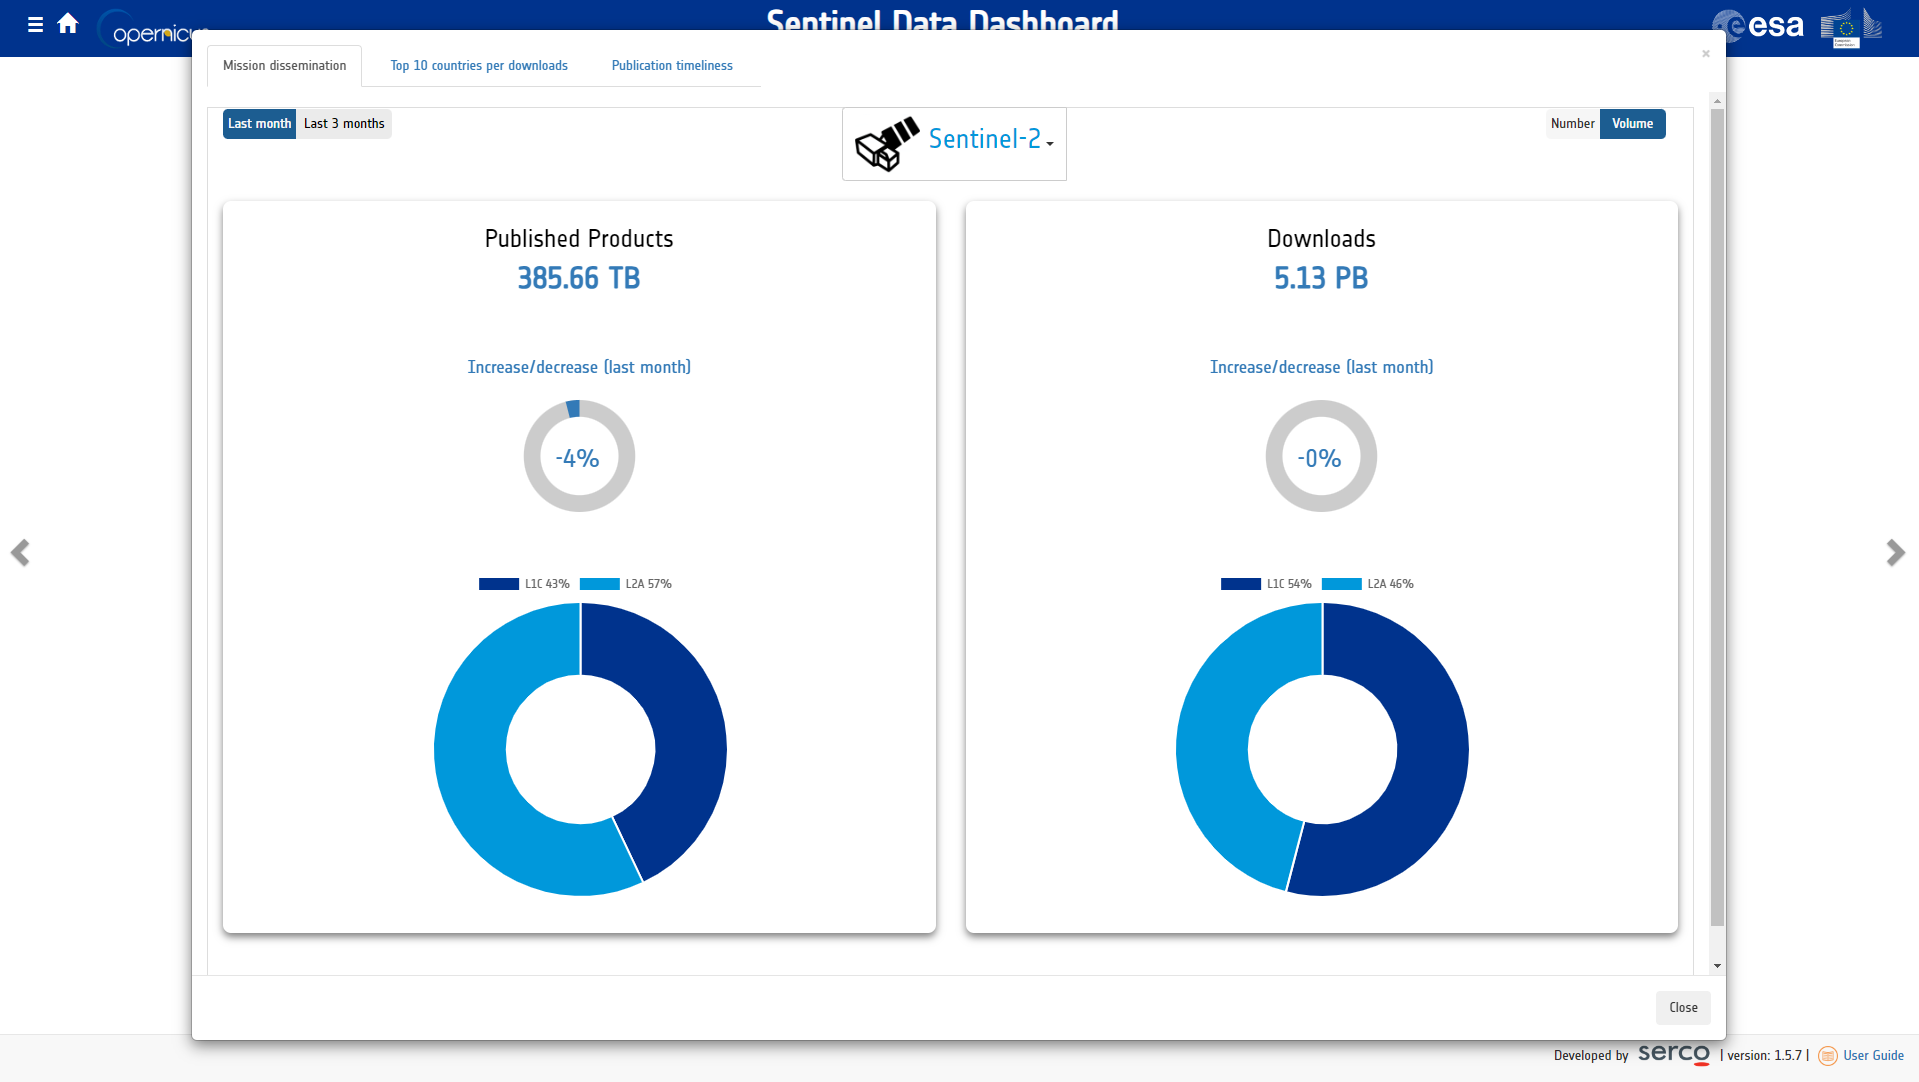 opernicus
Sentinel Data Dashboard
esa
European
Commission
Mission dissemination
Top 10 countries per downloads
Publication timeliness
×
Last month
Last 3 months
Sentinel-2
Number
Volume
Published Products
385.66 TB
Increase/decrease (last month)
-4%
L1C 43%
L2A 57%
Downloads
5.13 PB
Increase/decrease (last month)
-0%
L1C 54%
L2A 46%
Close
Developed by serco | version: 1.5.7 | User Guide